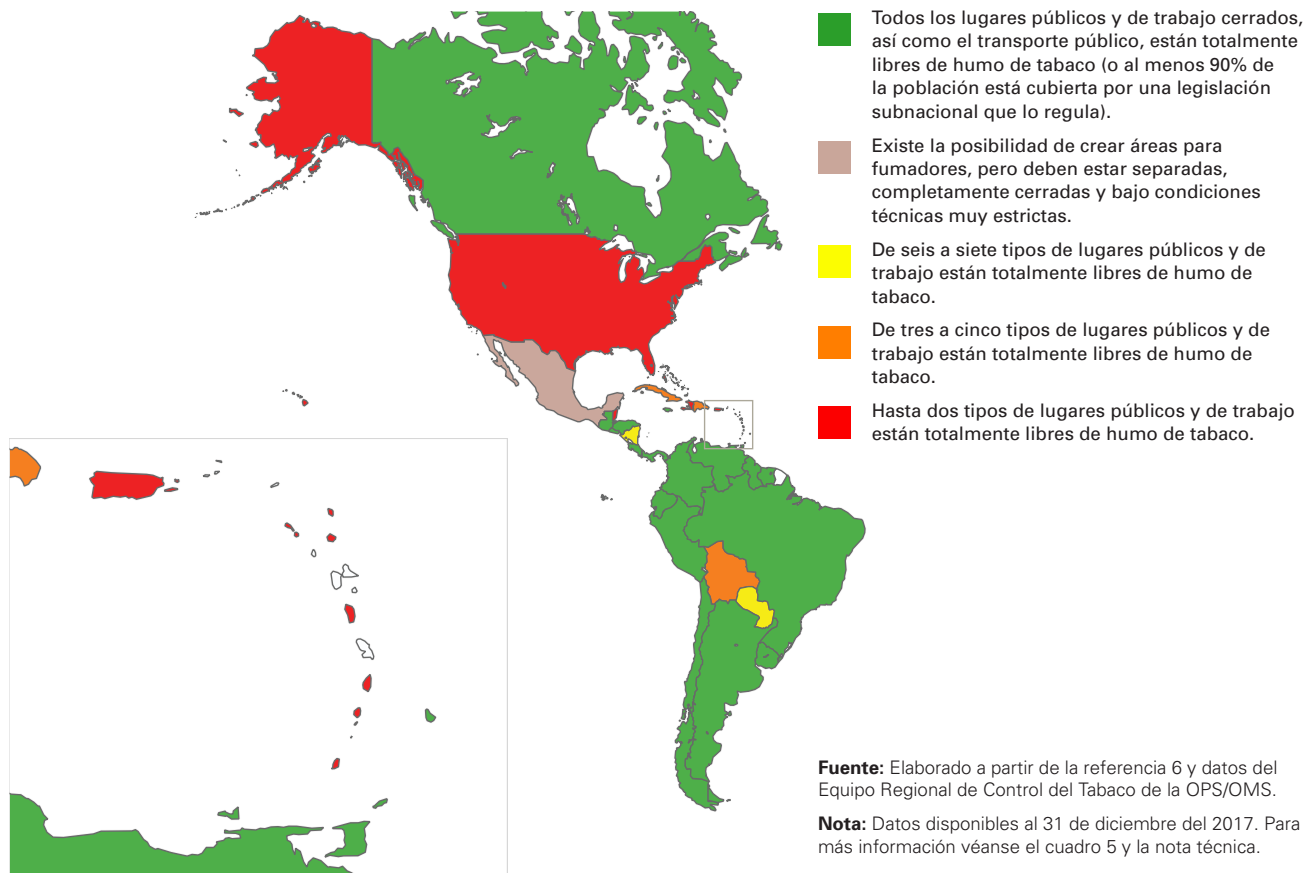 Todos los lugares públicos y de trabajo cerrados,
así como el transporte público, están totalmente
libres de humo de tabaco (o al menos 90% de
la población está cubierta por una legislación
subnacional que lo regula).
Existe la posibilidad de crear áreas para
fumadores, pero deben estar separadas,
completamente cerradas y bajo condiciones
técnicas muy estrictas.
De seis a siete tipos de lugares públicos y de
trabajo están totalmente libres de humo de
tabaco.
De tres a cinco tipos de lugares públicos y de
trabajo están totalmente libres de humo de
tabaco.
Hasta dos tipos de lugares públicos y de trabajo
están totalmente libres de humo de tabaco.
Fuente: Elaborado a partir de la referencia 6 y datos del
Equipo Regional de Control del Tabaco de la OPS/OMS.
Nota: Datos disponibles al 31 de diciembre del 2017. Para
más información véanse el cuadro 5 y la nota técnica.